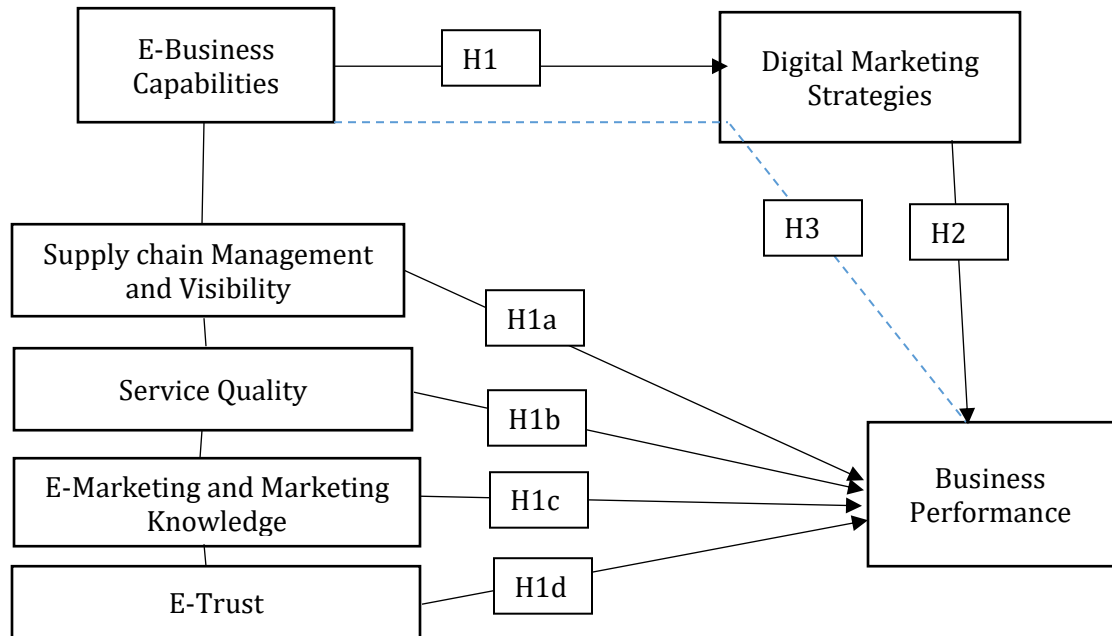 E-Business
Capabilities
H1
Digital Marketing
Strategies
H3
H2
Supply chain Management
and Visibility
H1a
Service Quality
H1b
E-Marketing and Marketing
Knowledge
H1c
Business
Performance
H1d
E-Trust